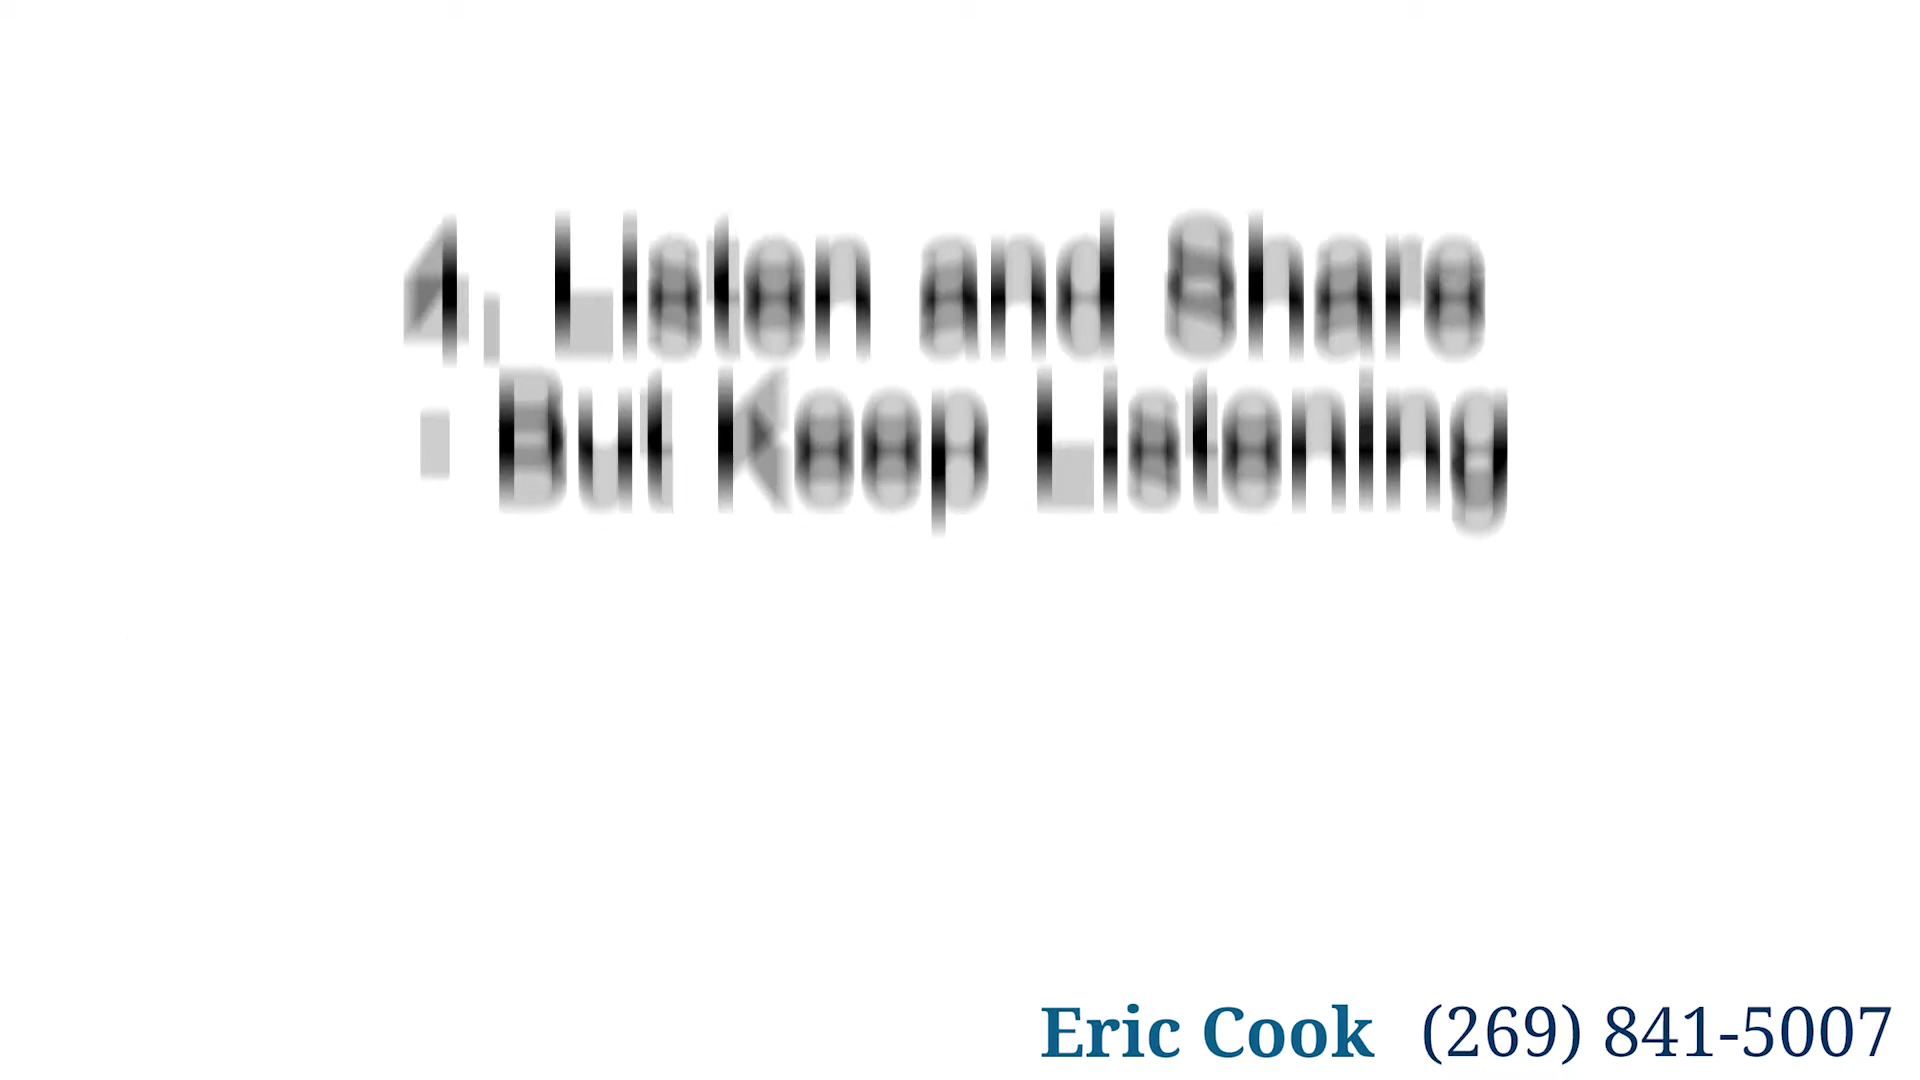 4. Listen and Share
- But Keep Listening
Eric Cook (269) 841-5007